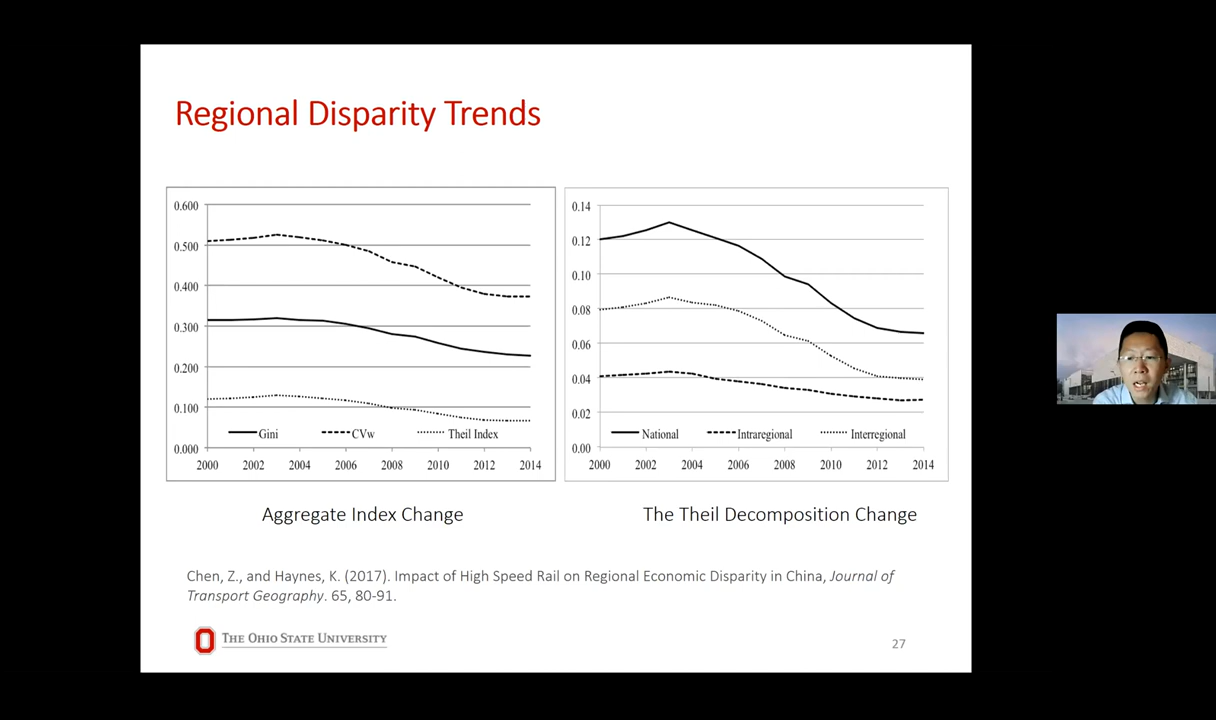 Regional Disparity Trends
0.600
0.500
0.400
0.300
0.200
0.100
0.000
Gini CVw Theil Index
2000 2002 2004 2006 2008 2010 2012 2014
0.14
0.12
0.10
0.08
0.06
0.04
0.02
0.00
National Intraregional Interregional
2000 2002 2004 2006 2008 2010 2012 2014
Aggregate Index Change
The Theil Decomposition Change
Chen, Z., and Haynes, K. (2017). Impact of High Speed Rail on Regional Economic Disparity in China, Journal of
Transport Geography. 65, 80-91.
THE OHIO STATE UNIVERSITY
27